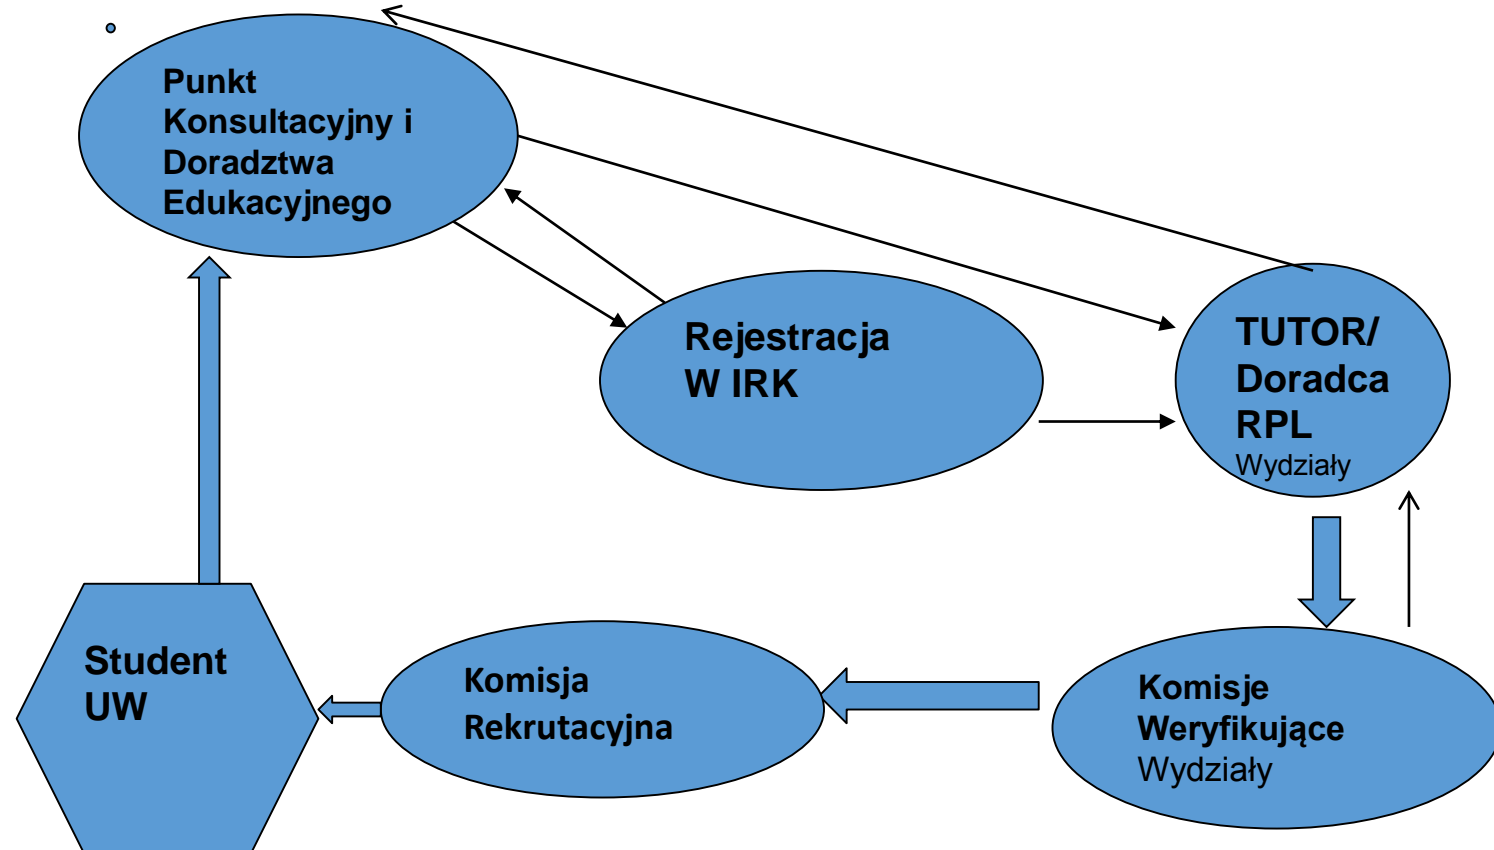 Punkt
Konsultacyjny i
Doradztwa
Edukacyjnego
Rejestracja
W IRK
TUTOR/
Doradca
RPL
Wydziały
Student
UW
Komisja
Rekrutacyjna
Komisje
Weryfikujące
Wydziały